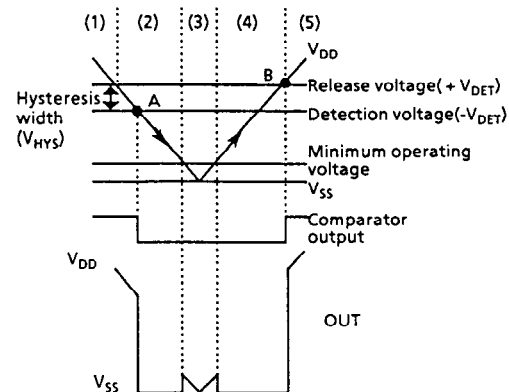 (1) (2) (3) (4) (5)
V_DD
B
Release voltage(+ V_DET)
Hysteresis
width
(V_HYS)
A
Detection voltage(-V_DET)
Minimum operating
voltage
V_SS
Comparator
output
V_DD
OUT
V_SS